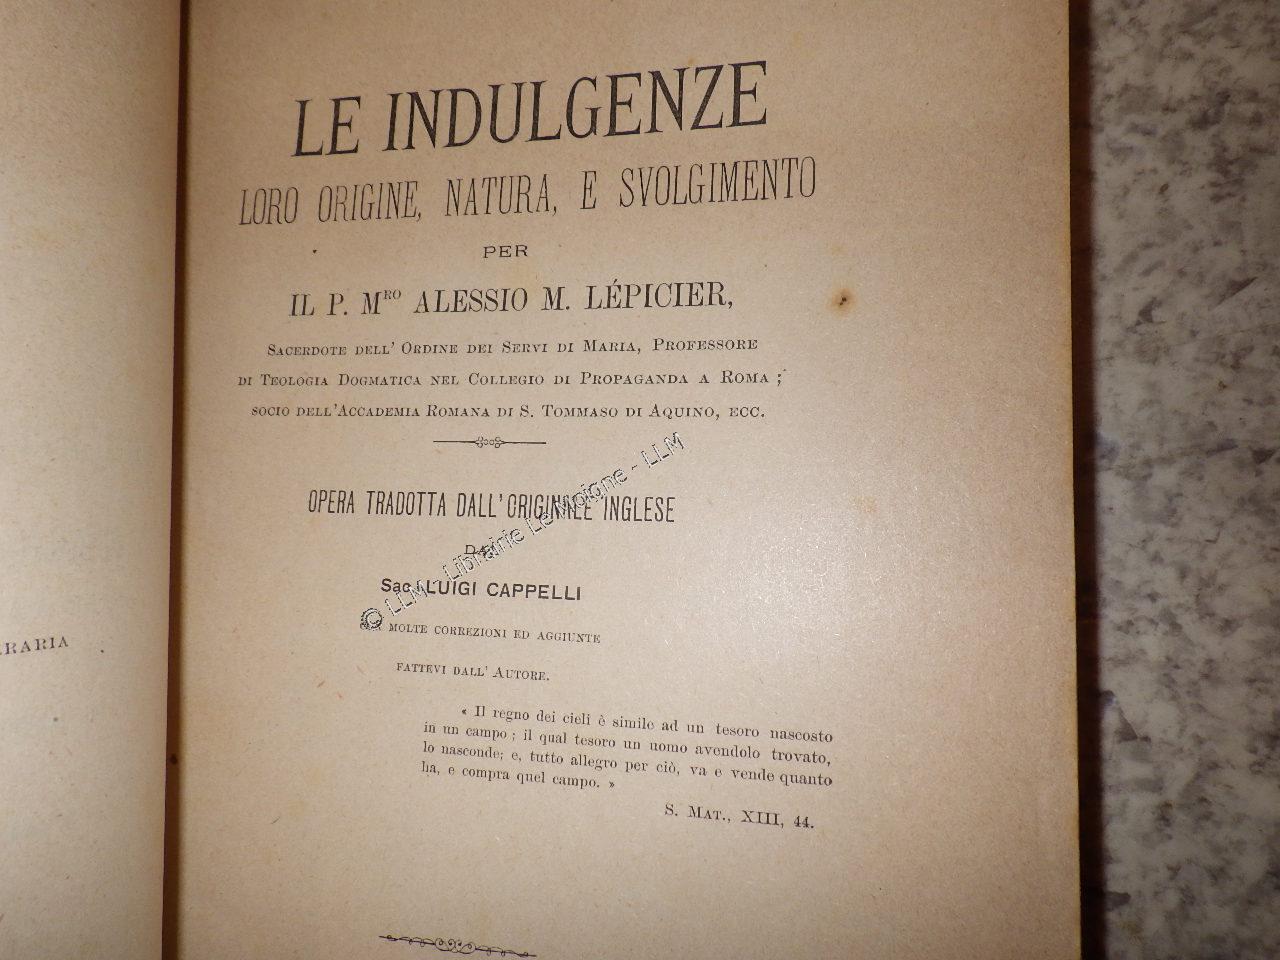 LE INDULGENZE
LORO ORIGINE, NATURA, E SVOLGIMENTO
PER
IL P. Mro ALESSIO M. LÉPICIER,
SACERDOTE DELL' ORDINE DEI SERVI DI MARIA, PROFESSORE
DI TEOLOGIA DOGMATICA NEL COLLEGIO DI PROPAGANDA A ROMA ;
SOCIO DELL'ACCADEMIA ROMANA DI S. TOMMASO DI AQUINO, ECC.
OPERA TRADOTTA DALL'ORIGINALE INGLESE
Sac. LUIGI CAPPELLI
MOLTE CORREZIONI ED AGGIUNTE
FATTEVI DALL' AUTORE.
« Il regno dei cieli è simile ad un tesoro nascosto
in un campo ; il qual tesoro un uomo avendolo trovato,
lo nasconde; e, tutto allegro per ciò, va e vende quanto
ha, e compra quel campo. »
S. MAT., XIII, 44.
© LLM - Librairie Le Moigne - LLM